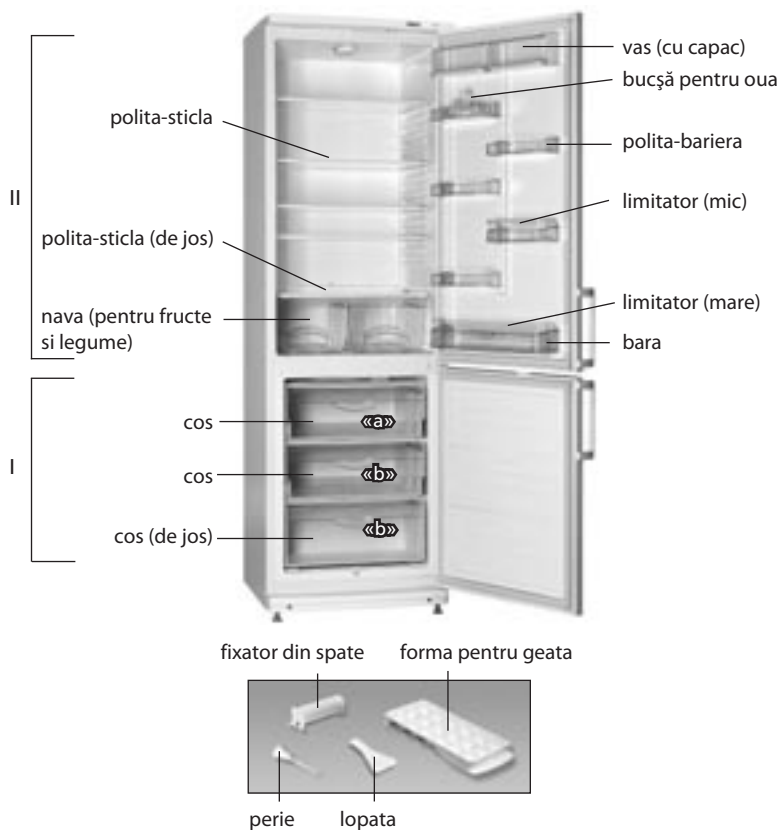 vas (cu capac)
bucşă pentru oua
polita-sticla
polita-bariera
II
limitator (mic)
polita-sticla (de jos)
nava (pentru fructe
si legume)
limitator (mare)
bara
cos
«a»
I
cos
«b»
cos (de jos)
«b»
fixator din spate
forma pentru geata
perie
lopata